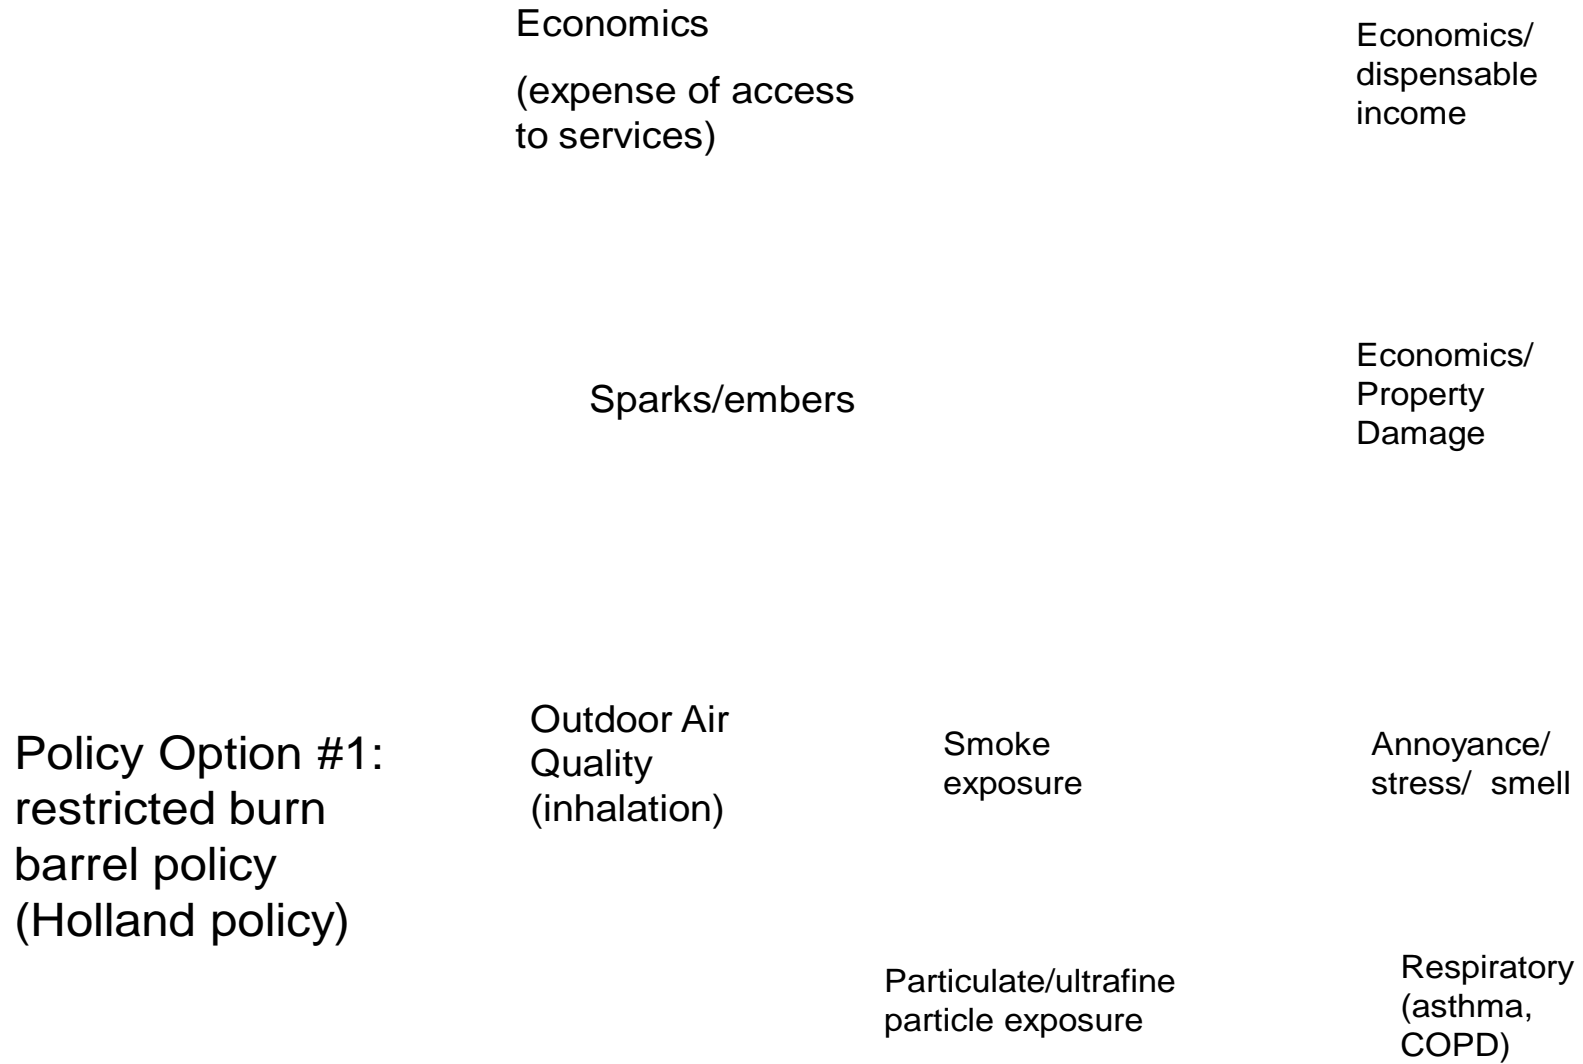 Economics
(expense of access
to services)
Economics/
dispensable
income
Sparks/embers
Economics/
Property
Damage
Policy Option #1:
restricted burn
barrel policy
(Holland policy)
Outdoor Air
Quality
(inhalation)
Smoke
exposure
Annoyance/
stress/ smell
Particulate/ultrafine
particle exposure
Respiratory
(asthma,
COPD)